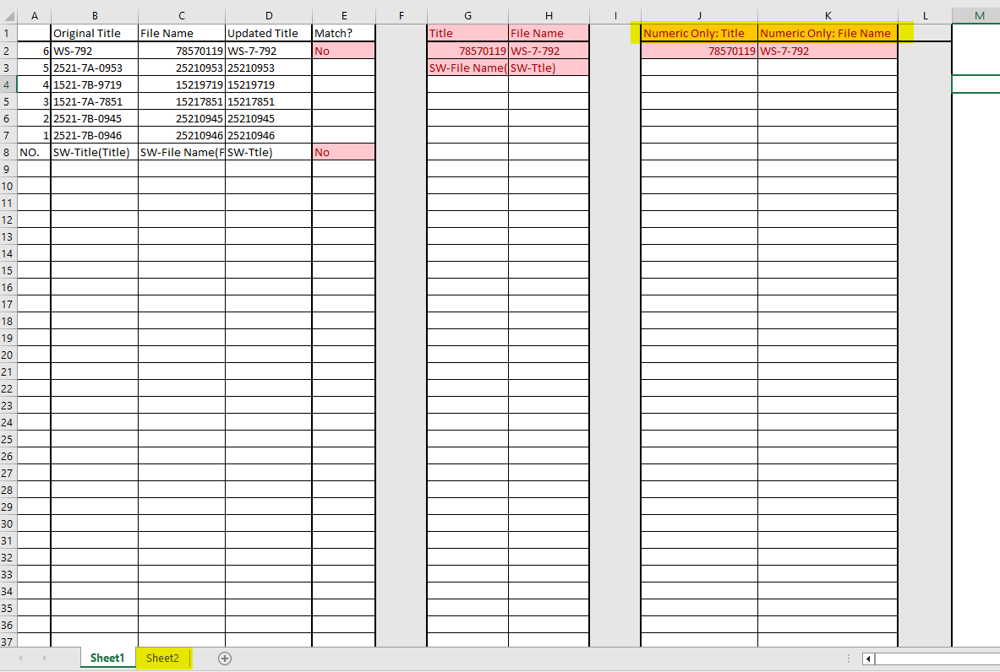 A B C D E F G H I J K L M
1 Original Title File Name Updated Title Match? Title File Name Numeric Only: Title Numeric Only: File Name
2 6 WS-792 78570119 WS-7-792 No 78570119 WS-7-792 78570119 WS-7-792
3 5 2521-7A-0953 25210953 25210953 SW-File Name( SW-Ttle)
4 4 1521-7B-9719 15219719 15219719
5 3 1521-7A-7851 15217851 15217851
6 2 2521-7B-0945 25210945 25210945
7 1 2521-7B-0946 25210946 25210946
8 NO. SW-Title(Title) SW-File Name(F SW-Ttle) No
9
10
11
12
13
14
15
16
17
18
19
20
21
22
23
24
25
26
27
28
29
30
31
32
33
34
35
36
37
Sheet1 Sheet2